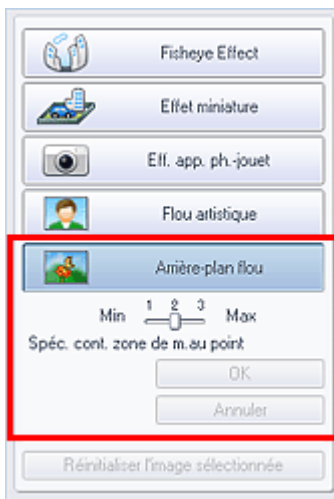 Fisheye Effect
Effet miniature
Eff. app. ph.-jouet
Flou artistique
Arrière-plan flou
1 2 3
Min Max
Spéc. cont. zone de m.au point
OK
Annuler
Réinitialiser l'image sélectionnée